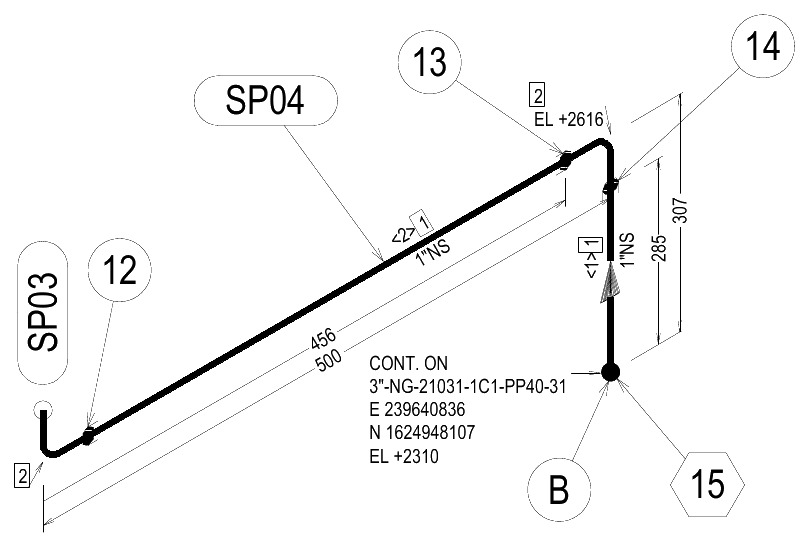 13
14
SP04
2
EL +2616
307
285
<2> 1
1"NS
<1> 1
1"NS
SP03
12
456
500
CONT. ON
3"-NG-21031-1C1-PP40-31
E 239640836
N 1624948107
EL +2310
2
B
15